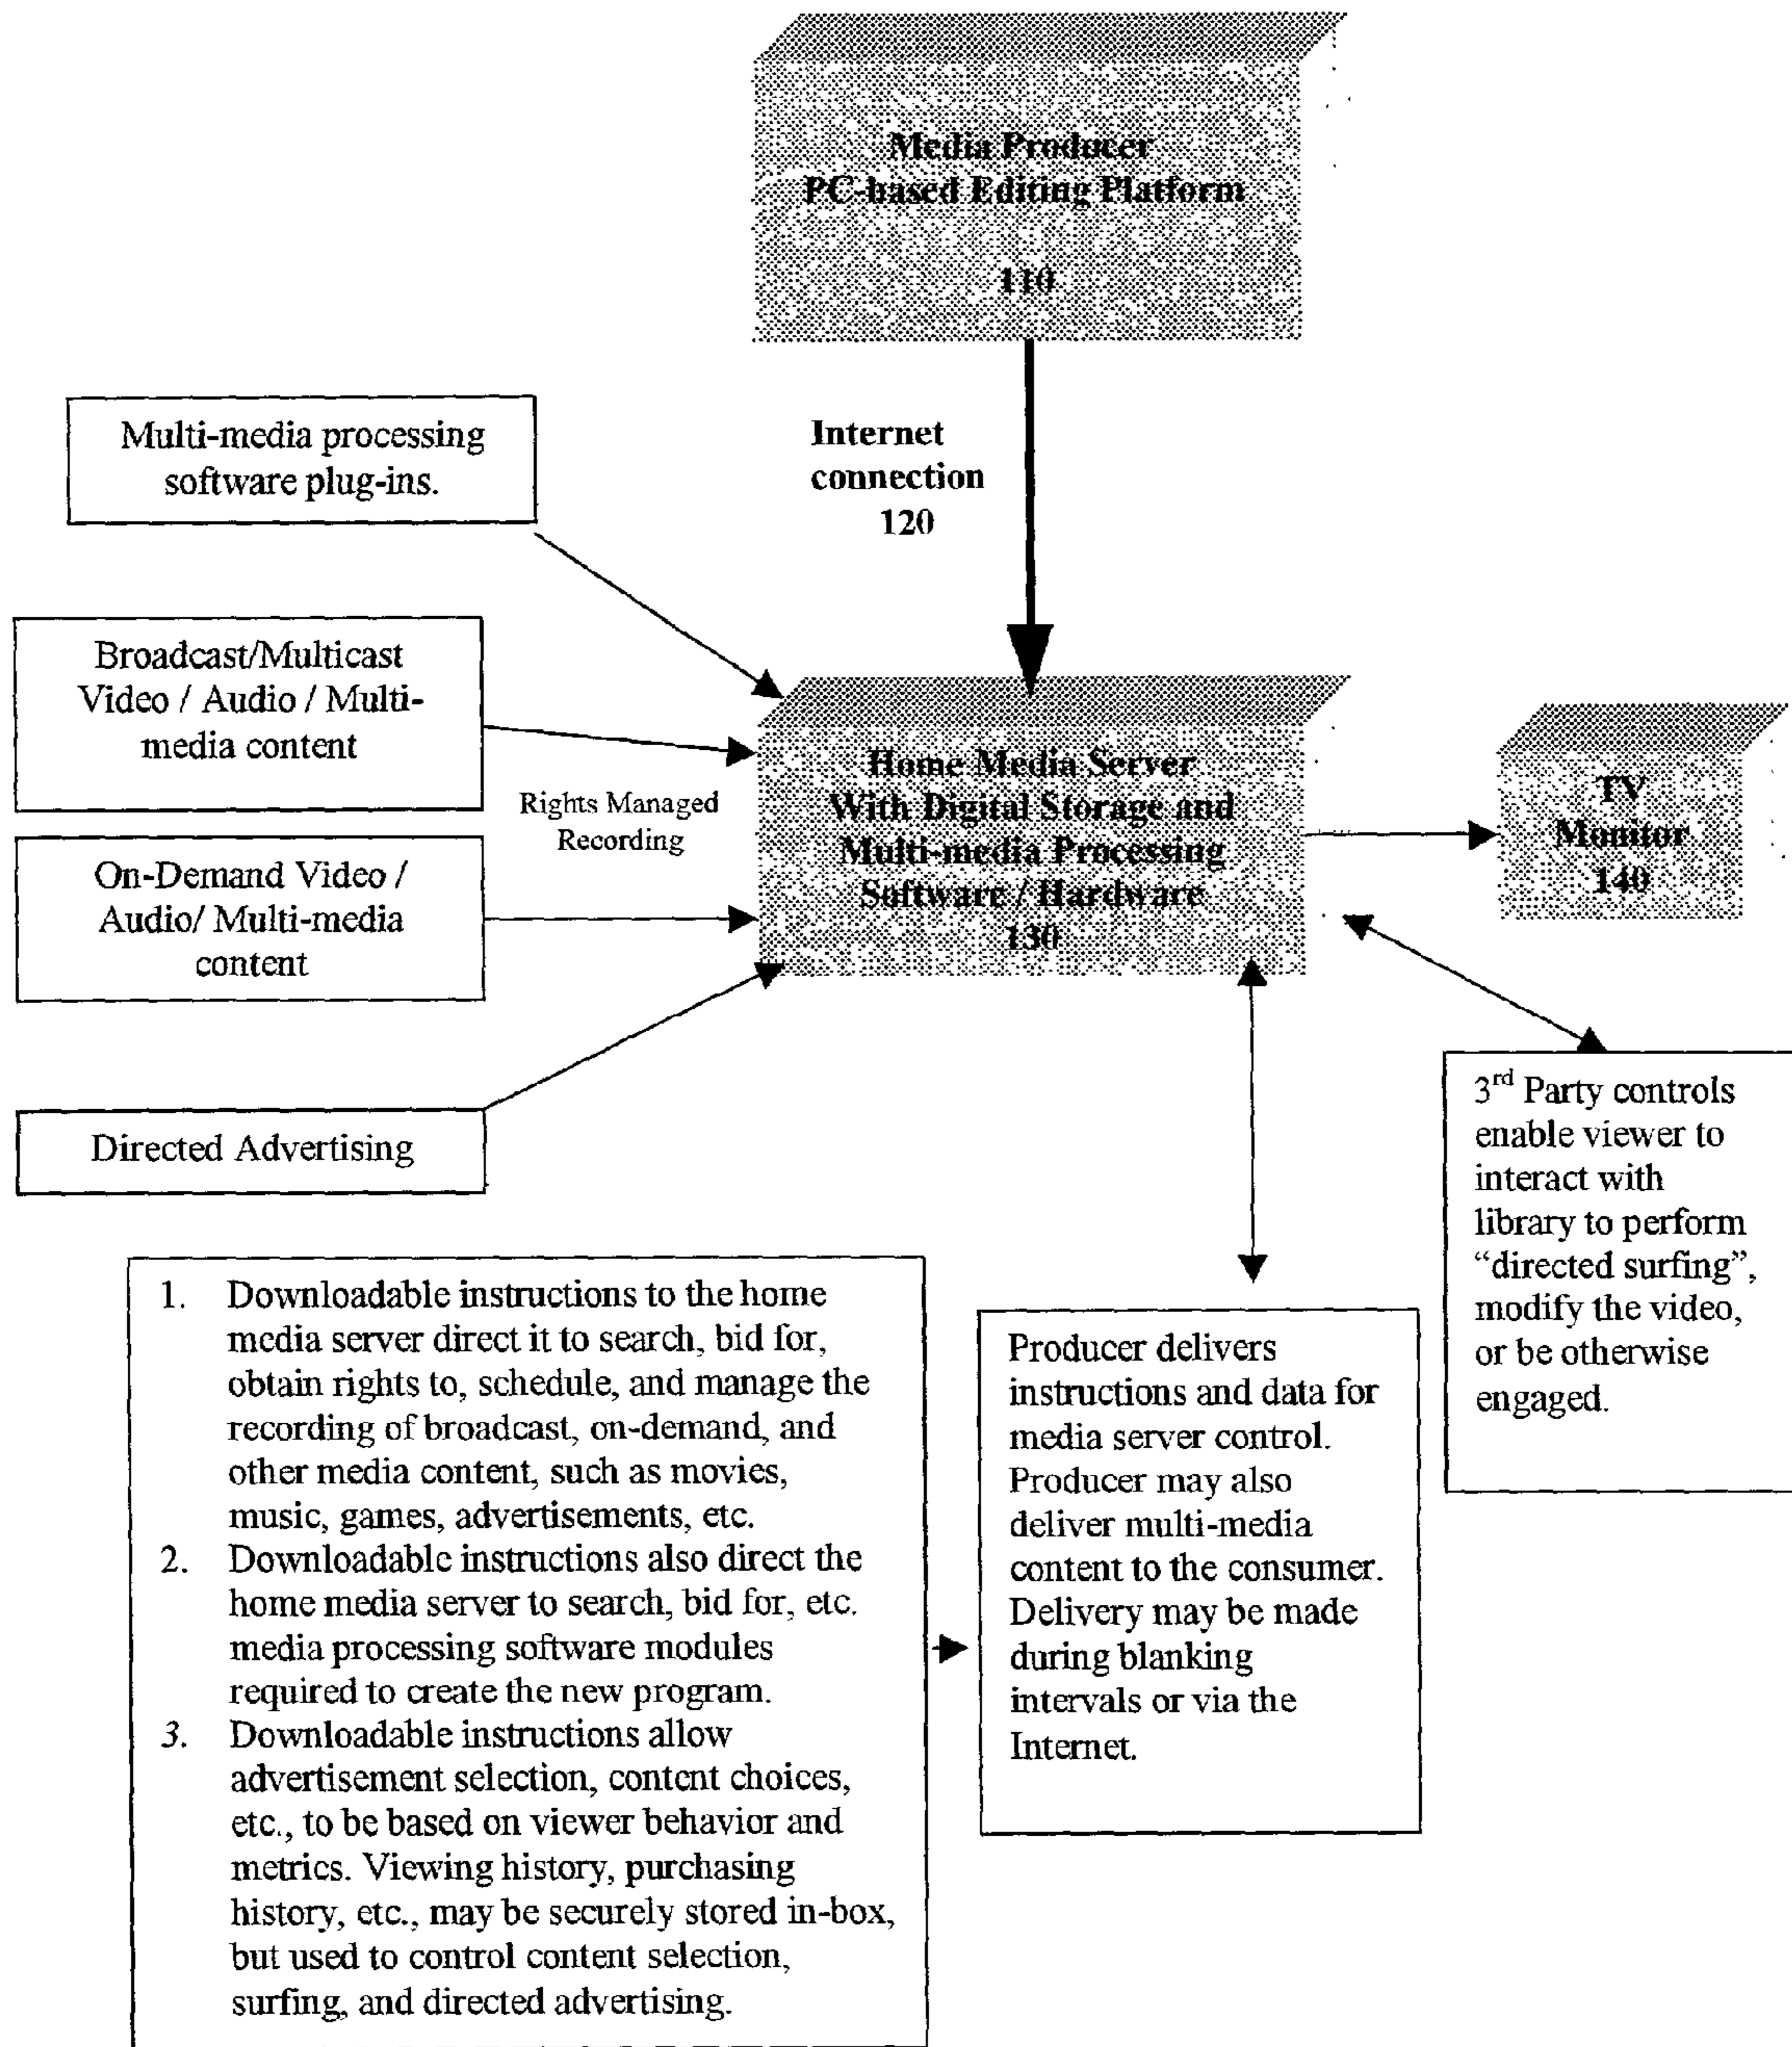 Media Producer
PC-based Editing Platform
110
Internet
connection
120
Multi-media processing
software plug-ins.
Broadcast/Multicast
Video / Audio / Multi-
media content
Rights Managed
Recording
On-Demand Video /
Audio/ Multi-media
content
Directed Advertising
Home Media Server
With Digital Storage and
Multi-media Processing
Software / Hardware
130
TV
Monitor
140
3rd Party controls
enable viewer to
interact with
library to perform
“directed surfing”,
modify the video,
or be otherwise
engaged.
1. Downloadable instructions to the home
media server direct it to search, bid for,
obtain rights to, schedule, and manage the
recording of broadcast, on-demand, and
other media content, such as movies,
music, games, advertisements, etc.
2. Downloadable instructions also direct the
home media server to search, bid for, etc.
media processing software modules
required to create the new program.
3. Downloadable instructions allow
advertisement selection, content choices,
etc., to be based on viewer behavior and
metrics. Viewing history, purchasing
history, etc., may be securely stored in-box,
but used to control content selection,
surfing, and directed advertising.
Producer delivers
instructions and data for
media server control.
Producer may also
deliver multi-media
content to the consumer.
Delivery may be made
during blanking
intervals or via the
Internet.